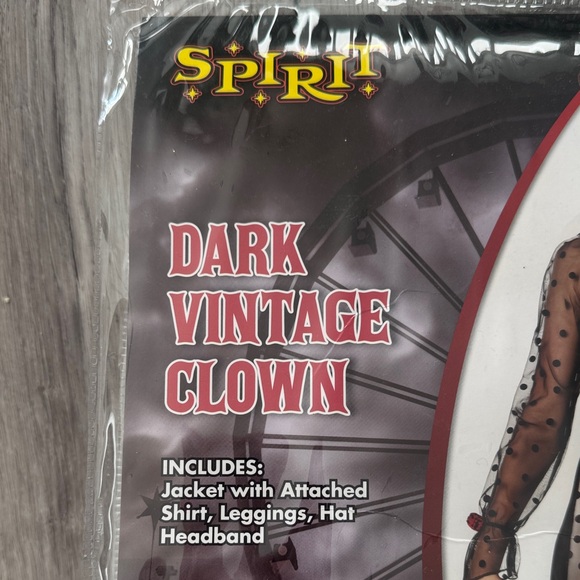 SPIRIT
DARK
VINTAGE
CLOWN
INCLUDES:
Jacket with Attached
Shirt, Leggings, Hat
Headband